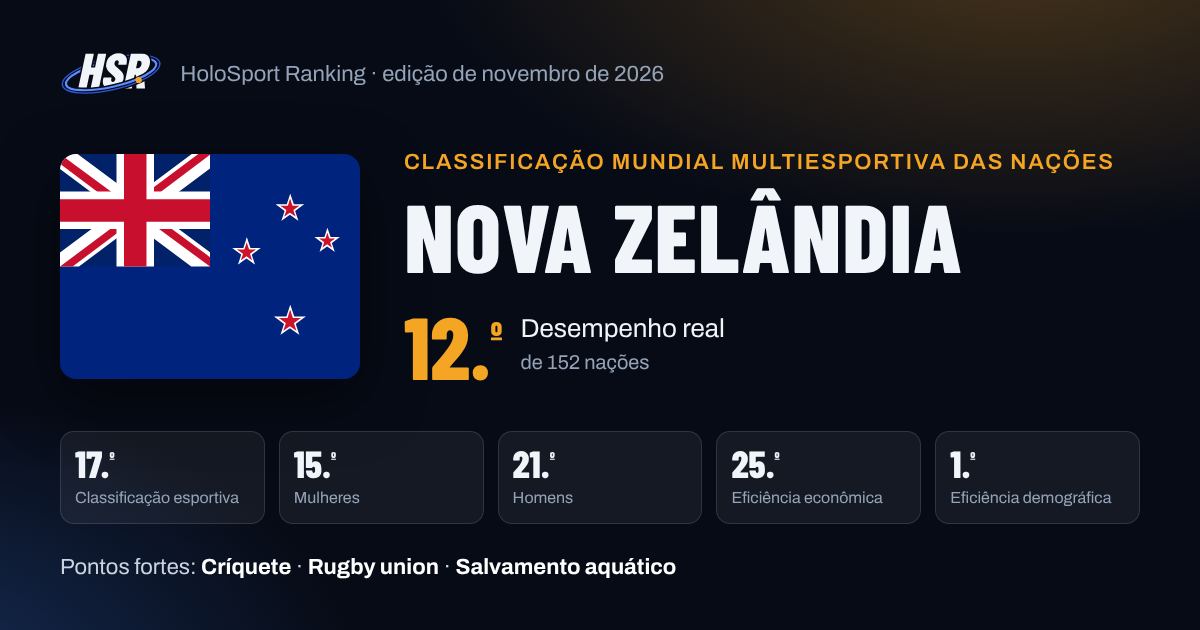 HSR
HoloSport Ranking · edição de novembro de 2026
CLASSIFICAÇÃO MUNDIAL MULTIESPORTIVA DAS NAÇÕES
NOVA ZELÂNDIA
12.º Desempenho real
de 152 nações
17.º
Classificação esportiva
15.º
Mulheres
21.º
Homens
25.º
Eficiência econômica
1.º
Eficiência demográfica
Pontos fortes: Críquete · Rugby union · Salvamento aquático